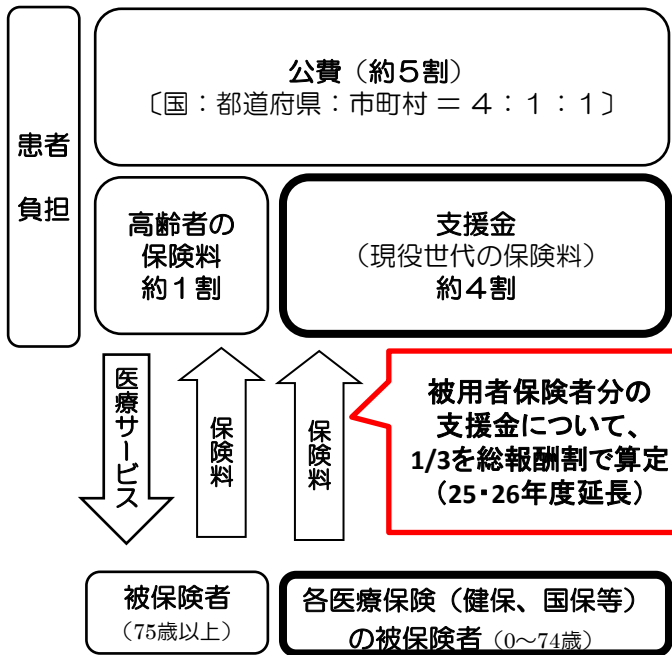 患者
負担
公費（約５割）
〔国：都道府県：市町村 ＝ ４：１：１〕
高齢者の
保険料
約１割
支援金
（現役世代の保険料）
約４割
医療サービス
保険料
保険料
被用者保険者分の
支援金について、
1/3を総報酬割で算定
（25・26年度延長）
被保険者
（75歳以上）
各医療保険（健保、国保等）
の被保険者（0～74歳）